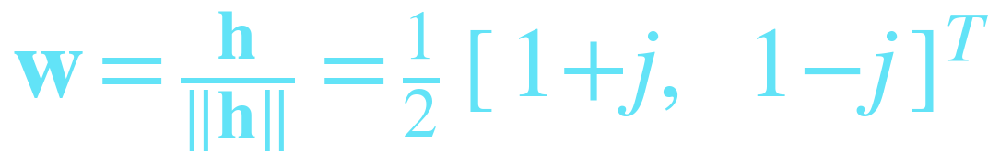 w = h/‖h‖ = 1/2 [1+j, 1−j]ᵀ